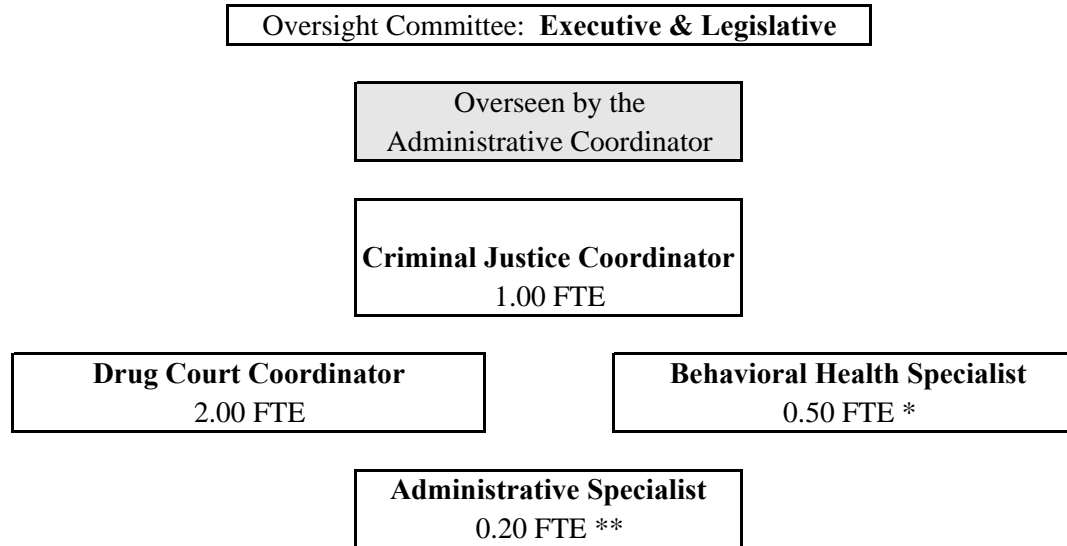 Oversight Committee: Executive & Legislative
Overseen by the
Administrative Coordinator
Criminal Justice Coordinator
1.00 FTE
Drug Court Coordinator
2.00 FTE
Behavioral Health Specialist
0.50 FTE *
Administrative Specialist
0.20 FTE **